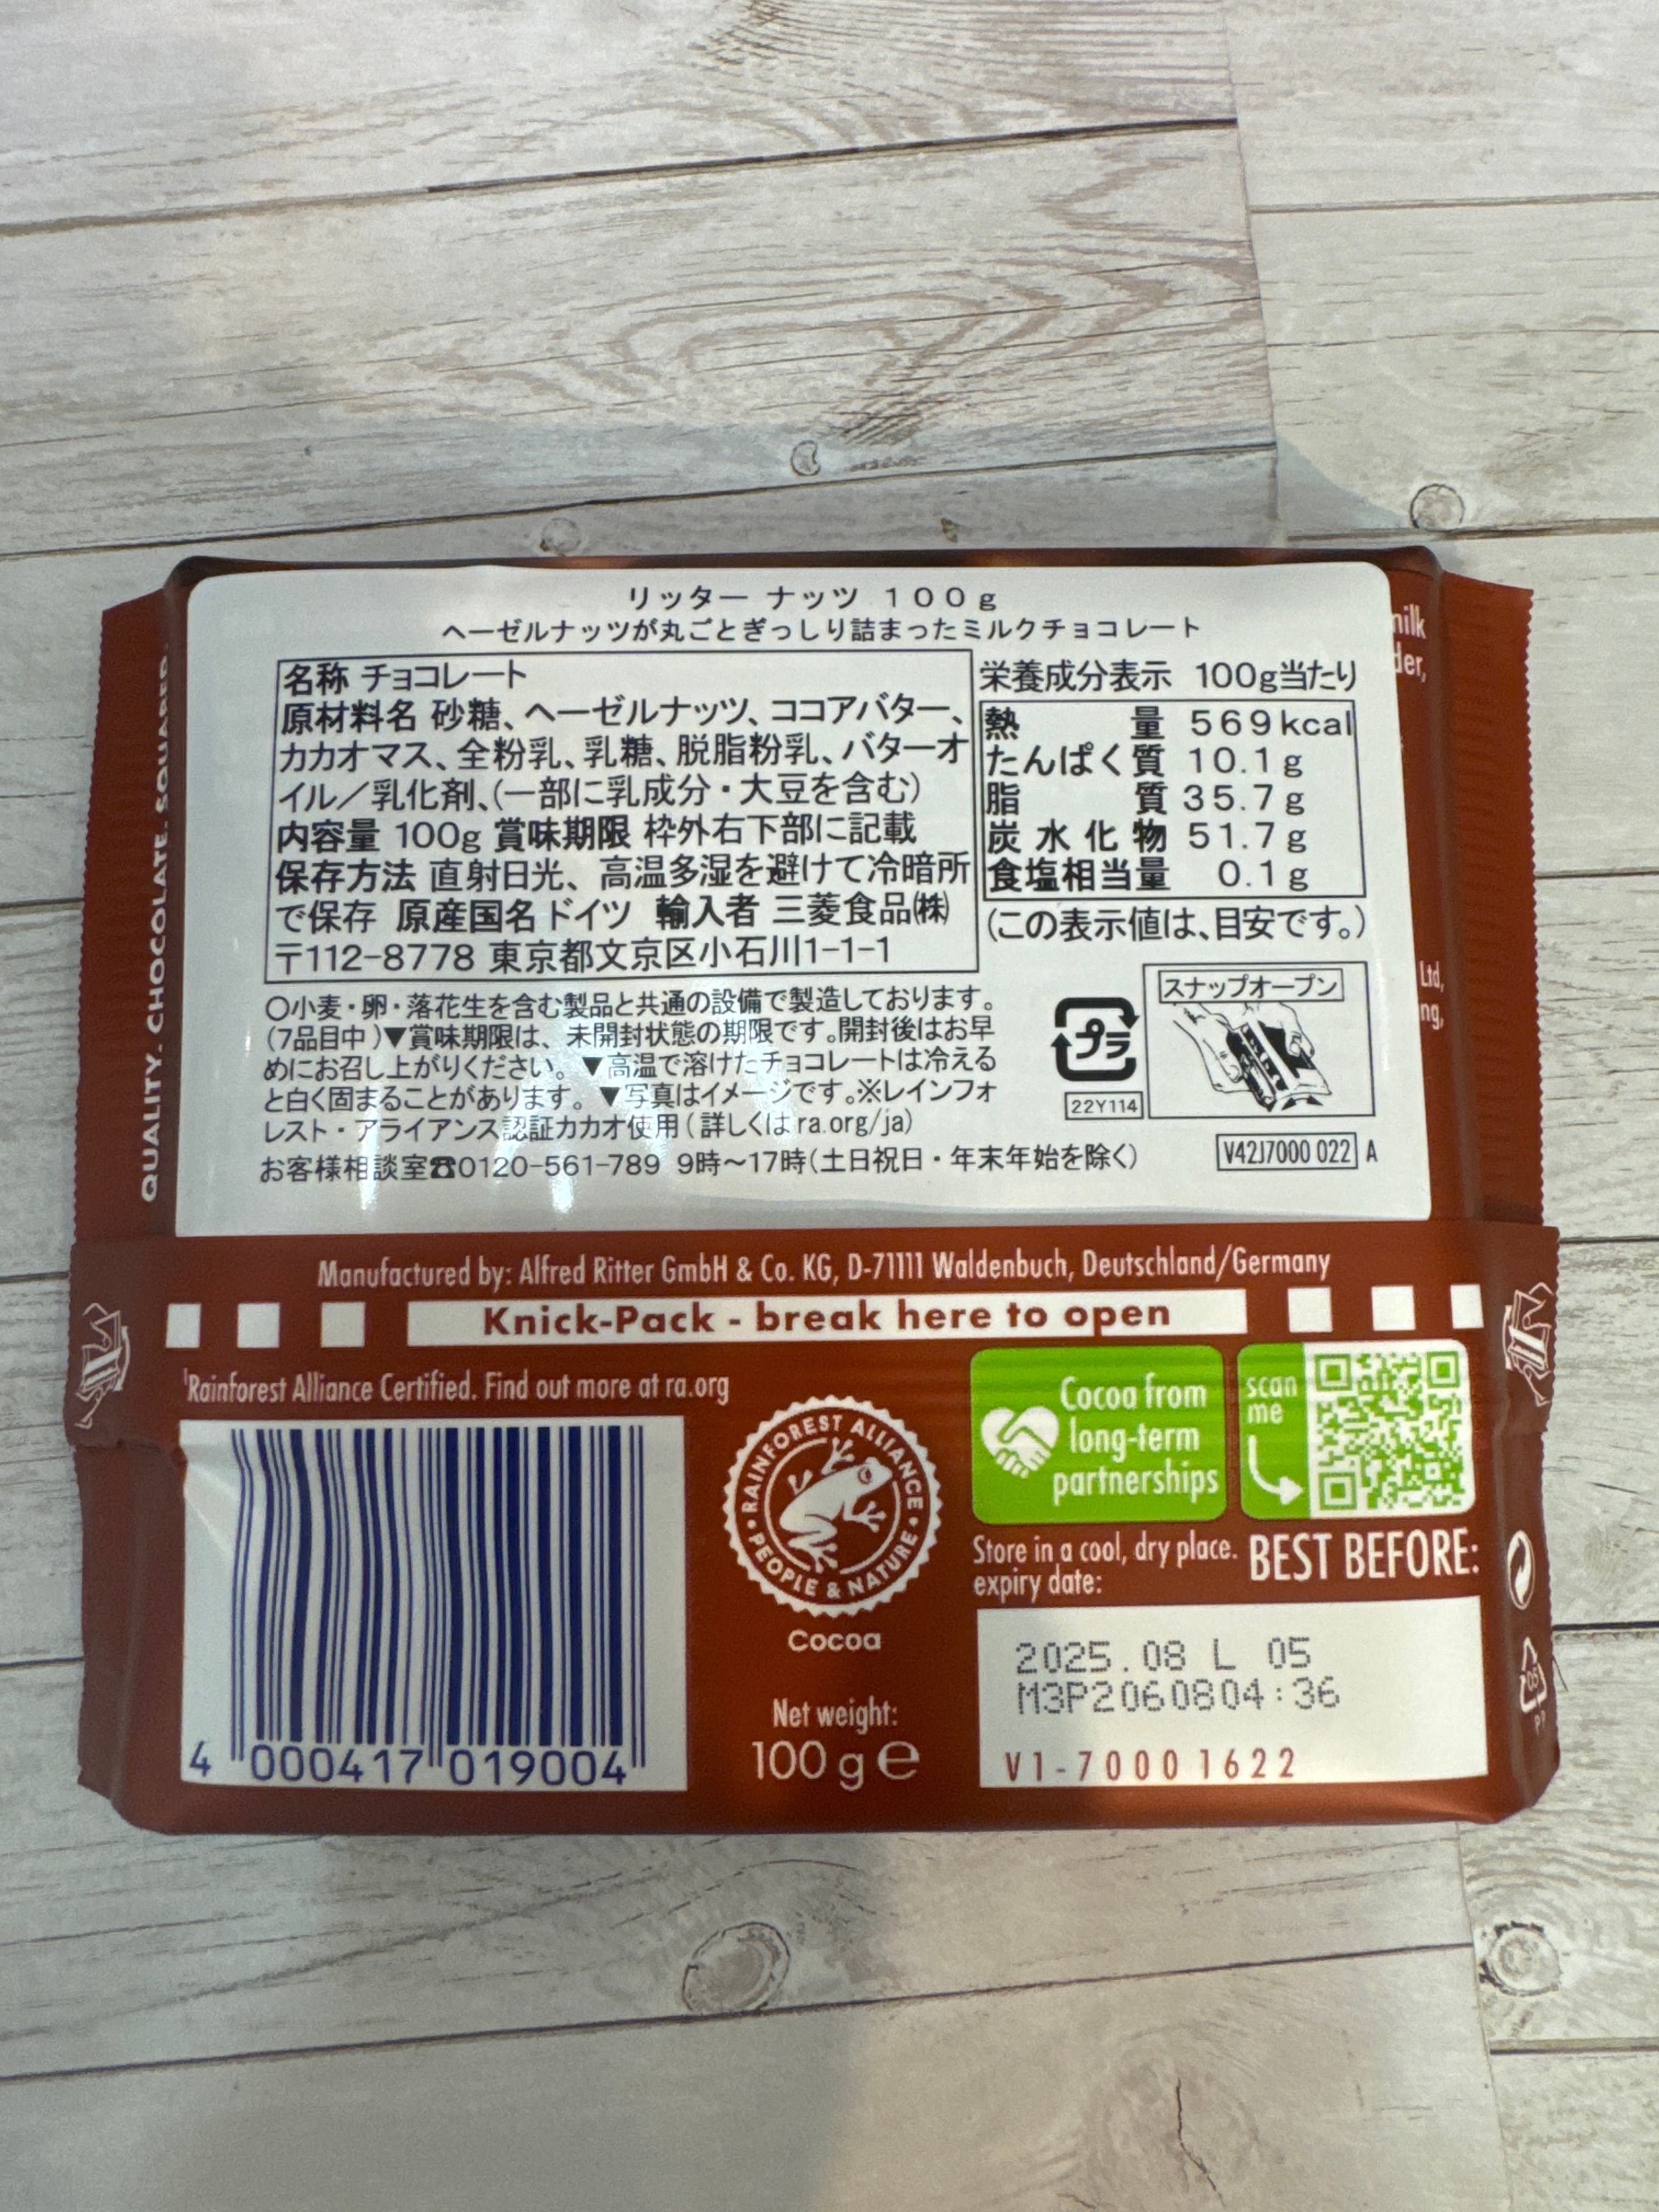 リッター ナッツ 100g
ヘーゼルナッツが丸ごとぎっしり詰まったミルクチョコレート
名称 チョコレート
原材料名 砂糖、ヘーゼルナッツ、ココアバター、
カカオマス、全粉乳、乳糖、脱脂粉乳、バターオ
イル/乳化剤、(一部に乳成分・大豆を含む)
内容量 100g 賞味期限 枠外右下部に記載
保存方法 直射日光、高温多湿を避けて冷暗所
で保存 原産国名 ドイツ 輸入者 三菱食品㈱
〒112-8778 東京都文京区小石川1-1-1
栄養成分表示 100g当たり
熱量 569kcal
たんぱく質 10.1g
脂質 35.7g
炭水化物 51.7g
食塩相当量 0.1g
(この表示値は、目安です。)
○小麦・卵・落花生を含む製品と共通の設備で製造しております。
(7品目中)▼賞味期限は、未開封状態の期限です。開封後はお早
めにお召し上がりください。▼高温で溶けたチョコレートは冷える
と白く固まることがあります。▼写真はイメージです。※レインフォ
レスト・アライアンス認証カカオ使用(詳しくは ra.org/ja)
お客様相談室☎0120-561-789 9時~17時(土日祝日・年末年始を除く)
プラ
22Y114
スナップオープン
V42J7000 022 A
milk
der,
Ltd,
ng,
QUALITY. CHOCOLATE. SQUARED.
Manufactured by: Alfred Ritter GmbH & Co. KG, D-71111 Waldenbuch, Deutschland/Germany
Knick-Pack - break here to open
¹Rainforest Alliance Certified. Find out more at ra.org
4 000417 019004
RAINFOREST ALLIANCE
• PEOPLE & NATURE •
Cocoa
Net weight:
100 g e
Cocoa from
long-term
partnerships
scan
me
Store in a cool, dry place.
expiry date:
BEST BEFORE:
2025.08 L 05
M3P2060804:36
V1-7000 1622
05
PP